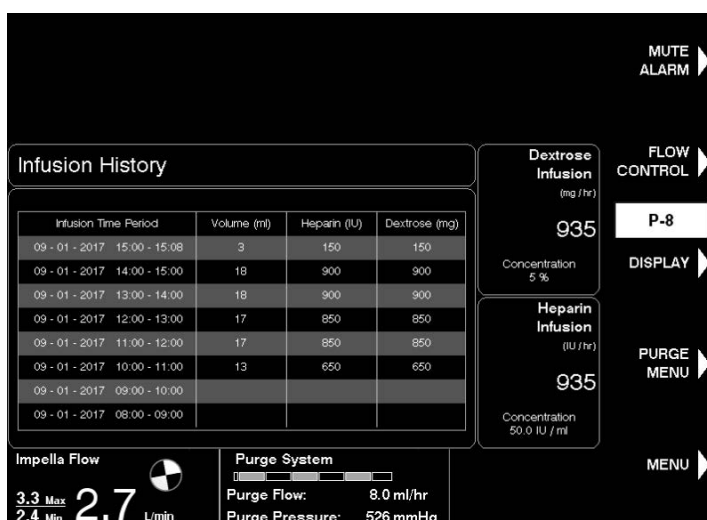 MUTE
ALARM
Infusion History
Dextrose
Infusion
(mg / hr)
935
Concentration
5 %
FLOW
CONTROL
P-8
DISPLAY
Infusion Time Period Volume (ml) Heparin (IU) Dextrose (mg)
09 - 01 - 2017 15:00 - 15:08 3 150 150
09 - 01 - 2017 14:00 - 15:00 18 900 900
09 - 01 - 2017 13:00 - 14:00 18 900 900
09 - 01 - 2017 12:00 - 13:00 17 850 850
09 - 01 - 2017 11:00 - 12:00 17 850 850
09 - 01 - 2017 10:00 - 11:00 13 650 650
09 - 01 - 2017 09:00 - 10:00
09 - 01 - 2017 08:00 - 09:00
Heparin
Infusion
(IU / hr)
935
Concentration
50.0 IU / ml
PURGE
MENU
Impella Flow
3.3 Max
2.4 Min
2.7 L/min
Purge System
Purge Flow: 8.0 ml/hr
Purge Pressure: 526 mmHg
MENU